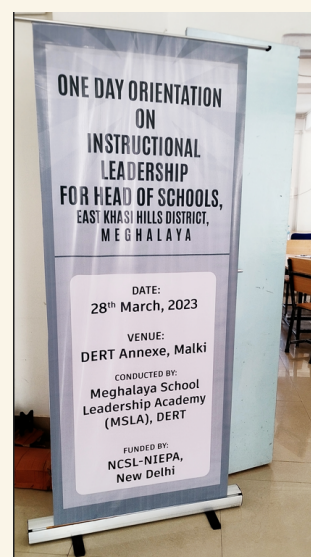 ONE DAY ORIENTATION
ON
INSTRUCTIONAL
LEADERSHIP
FOR HEAD OF SCHOOLS,
EAST KHASI HILLS DISTRICT,
MEGHALAYA
DATE:
28th March, 2023
VENUE:
DERT Annexe, Malki
CONDUCTED BY:
Meghalaya School
Leadership Academy
(MSLA), DERT
FUNDED BY:
NCSL-NIEPA,
New Delhi